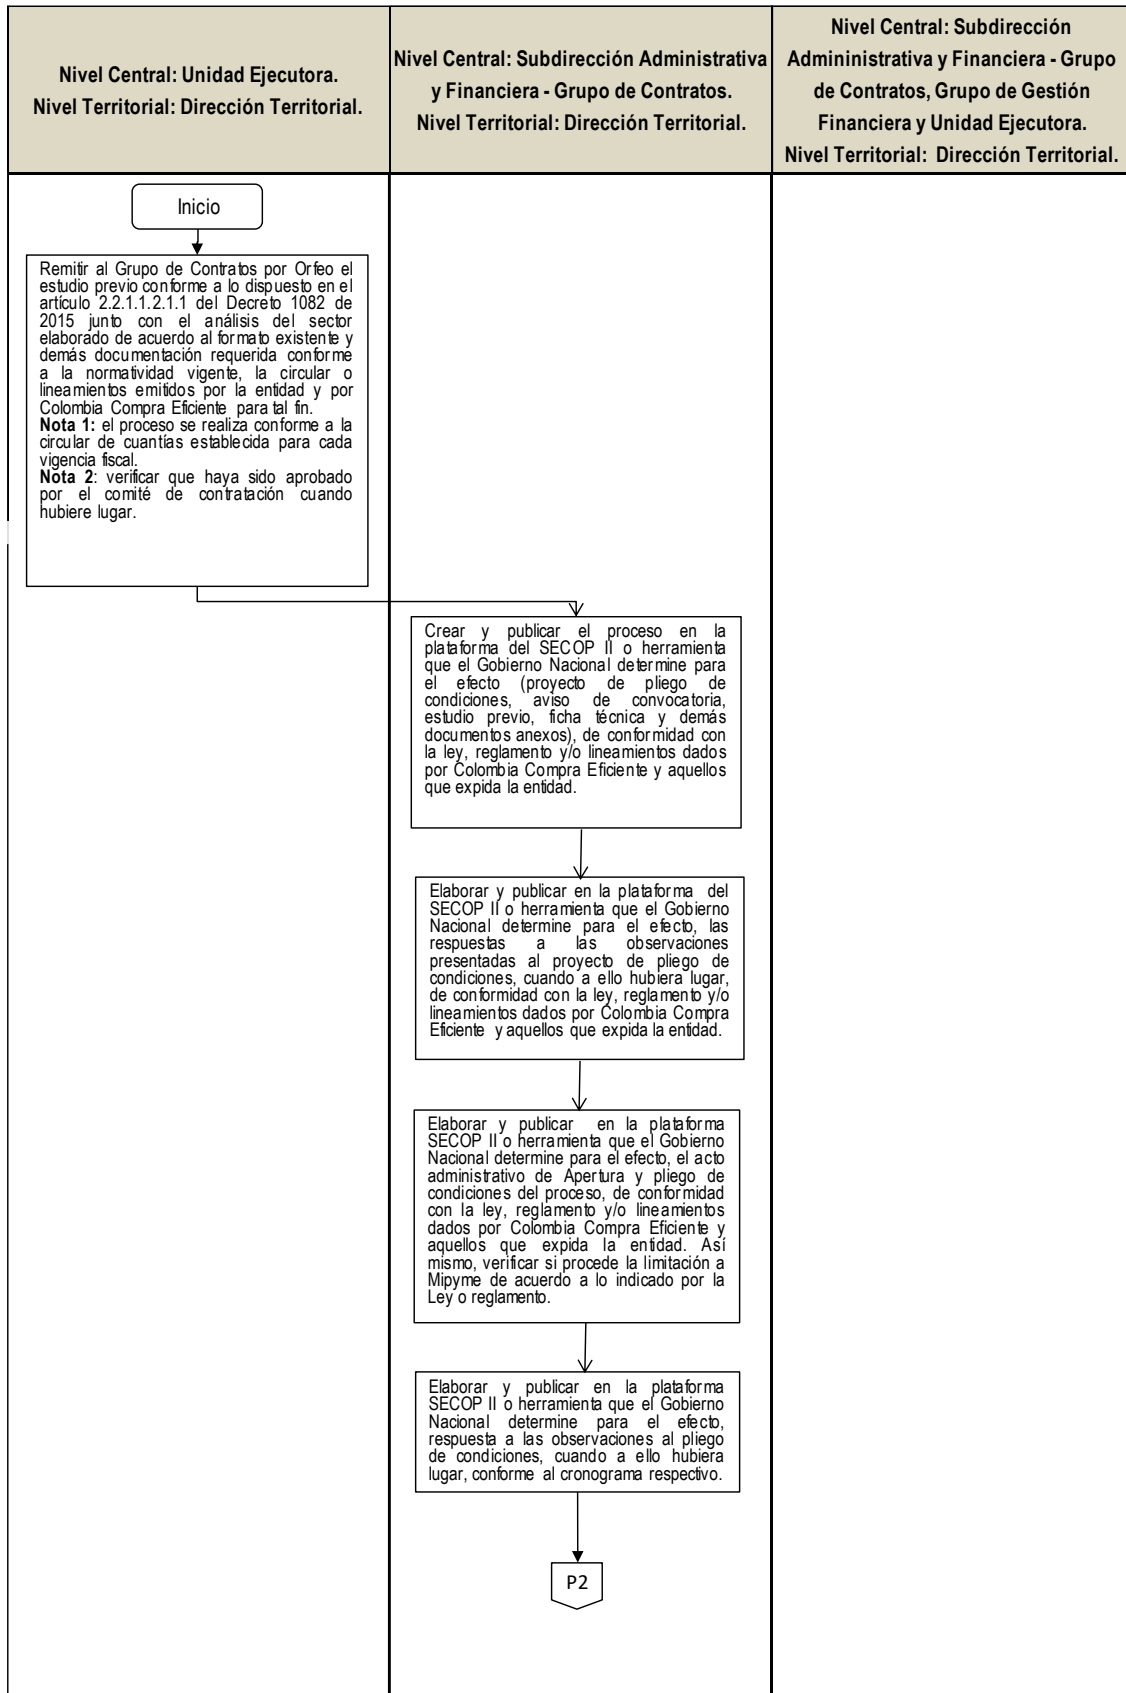 Nivel Central: Unidad Ejecutora.
Nivel Territorial: Dirección Territorial.
Nivel Central: Subdirección Administrativa
y Financiera - Grupo de Contratos.
Nivel Territorial: Dirección Territorial.
Nivel Central: Subdirección
Admininistrativa y Financiera - Grupo
de Contratos, Grupo de Gestión
Financiera y Unidad Ejecutora.
Nivel Territorial: Dirección Territorial.
Inicio
Remitir al Grupo de Contratos por Orfeo el
estudio previo conforme a lo dispuesto en el
artículo 2.2.1.1.2.1.1 del Decreto 1082 de
2015 junto con el análisis del sector
elaborado de acuerdo al formato existente y
demás documentación requerida conforme
a la normatividad vigente, la circular o
lineamientos emitidos por la entidad y por
Colombia Compra Eficiente para tal fin.
Nota 1: el proceso se realiza conforme a la
circular de cuantías establecida para cada
vigencia fiscal.
Nota 2: verificar que haya sido aprobado
por el comité de contratación cuando
hubiere lugar.
Crear y publicar el proceso en la
plataforma del SECOP II o herramienta
que el Gobierno Nacional determine para
el efecto (proyecto de pliego de
condiciones, aviso de convocatoria,
estudio previo, ficha técnica y demás
documentos anexos), de conformidad con
la ley, reglamento y/o lineamientos dados
por Colombia Compra Eficiente y aquellos
que expida la entidad.
Elaborar y publicar en la plataforma del
SECOP II o herramienta que el Gobierno
Nacional determine para el efecto, las
respuestas a las observaciones
presentadas al proyecto de pliego de
condiciones, cuando a ello hubiera lugar,
de conformidad con la ley, reglamento y/o
lineamientos dados por Colombia Compra
Eficiente y aquellos que expida la entidad.
Elaborar y publicar en la plataforma
SECOP II o herramienta que el Gobierno
Nacional determine para el efecto, el acto
administrativo de Apertura y pliego de
condiciones del proceso, de conformidad
con la ley, reglamento y/o lineamientos
dados por Colombia Compra Eficiente y
aquellos que expida la entidad. Así
mismo, verificar si procede la limitación a
Mipyme de acuerdo a lo indicado por la
Ley o reglamento.
Elaborar y publicar en la plataforma
SECOP II o herramienta que el Gobierno
Nacional determine para el efecto,
respuesta a las observaciones al pliego
de condiciones, cuando a ello hubiera
lugar, conforme al cronograma respectivo.
P2